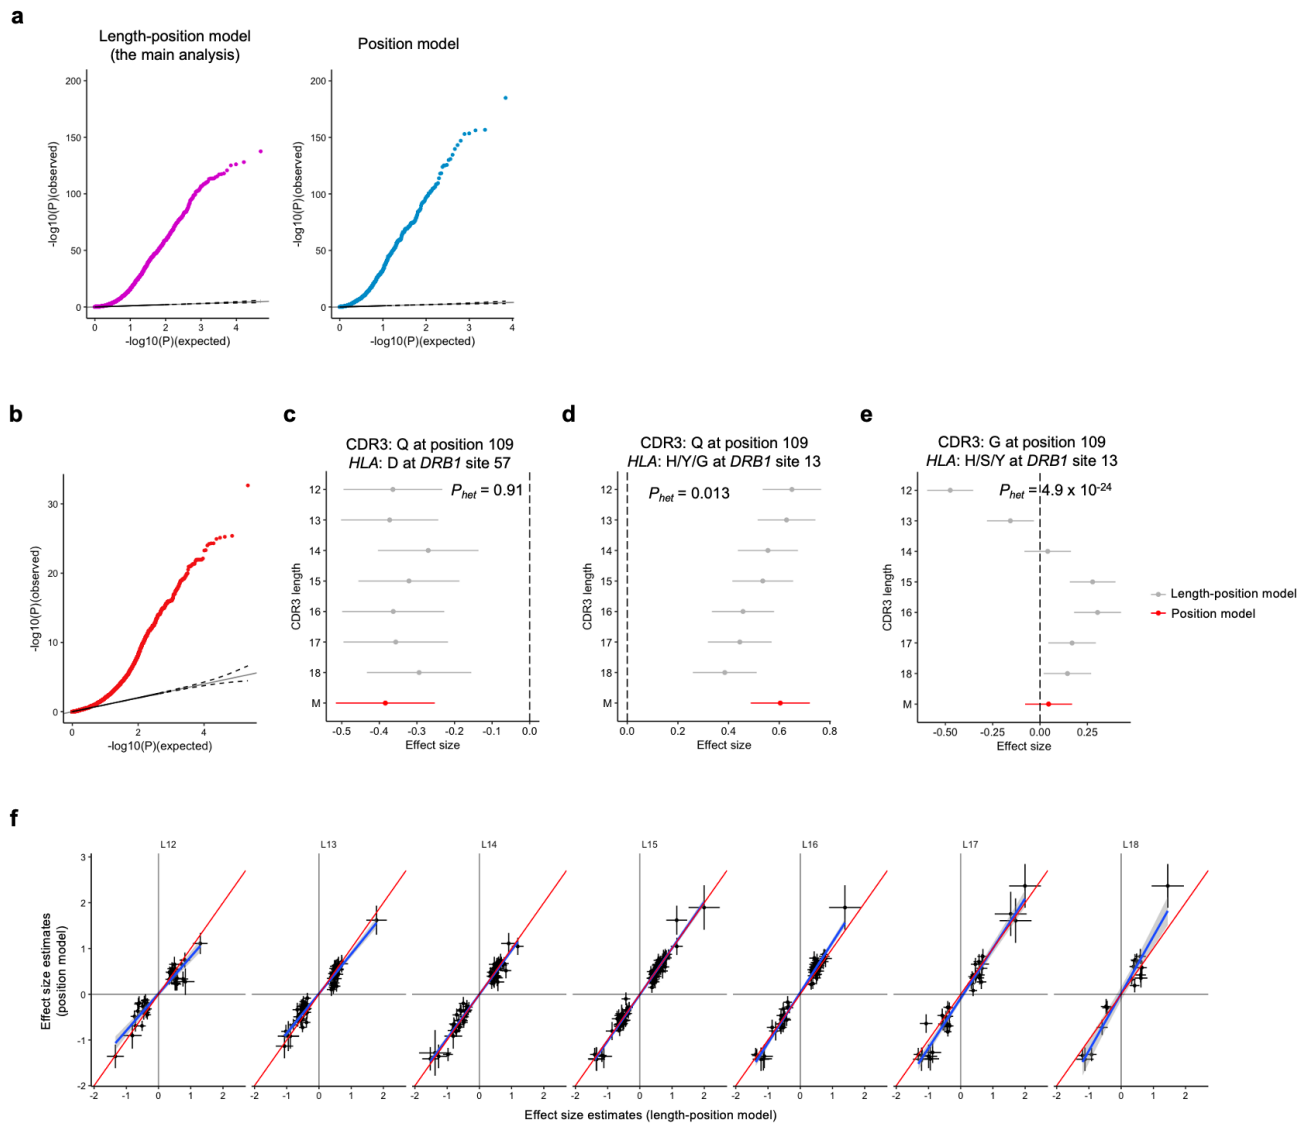 a
Length-position model
(the main analysis)
Position model
200
150
100
50
0
-log10(P)(observed)
0 1 2 3 4
-log10(P)(expected)
200
150
100
50
0
-log10(P)(observed)
0 1 2 3 4
-log10(P)(expected)
b
30
20
10
0
-log10(P)(observed)
0 2 4
-log10(P)(expected)
c
CDR3: Q at position 109
HLA: D at DRB1 site 57
Phet = 0.91
12
13
14
15
16
17
18
M
CDR3 length
-0.5 -0.4 -0.3 -0.2 -0.1 0.0
Effect size
d
CDR3: Q at position 109
HLA: H/Y/G at DRB1 site 13
Phet = 0.013
12
13
14
15
16
17
18
M
CDR3 length
0.0 0.2 0.4 0.6 0.8
Effect size
e
CDR3: G at position 109
HLA: H/S/Y at DRB1 site 13
Phet = 4.9 x 10-24
12
13
14
15
16
17
18
M
CDR3 length
-0.50 -0.25 0.00 0.25
Effect size
Length-position model
Position model
f
L12 L13 L14 L15 L16 L17 L18
3
2
1
0
-1
-2
Effect size estimates
(position model)
-2 -1 0 1 2 -2 -1 0 1 2 -2 -1 0 1 2 -2 -1 0 1 2 -2 -1 0 1 2 -2 -1 0 1 2 -2 -1 0 1 2
Effect size estimates (length-position model)